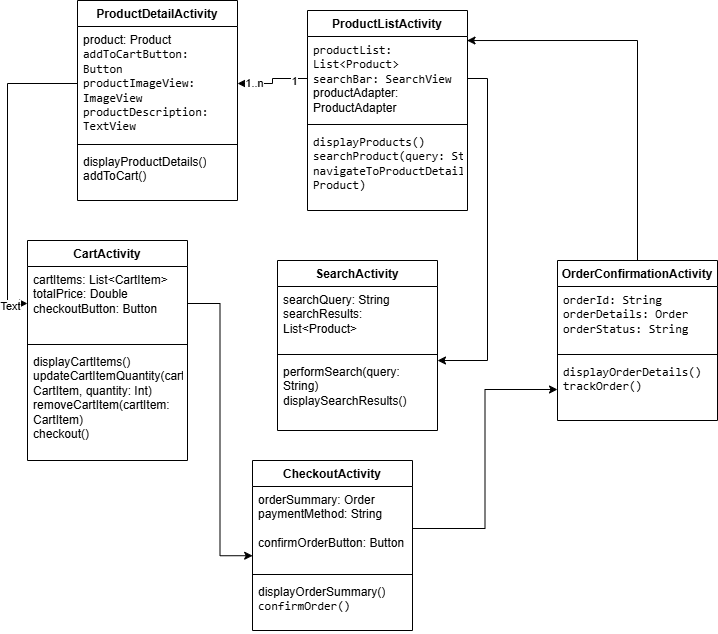 ProductDetailActivity
product: Product
addToCartButton:
Button
productImageView:
ImageView
productDescription:
TextView
displayProductDetails()
addToCart()
1..n
1
ProductListActivity
productList:
List<Product>
searchBar: SearchView
productAdapter:
ProductAdapter
displayProducts()
searchProduct(query: St
navigateToProductDetail
Product)
Text
CartActivity
cartItems: List<CartItem>
totalPrice: Double
checkoutButton: Button
displayCartItems()
updateCartItemQuantity(cart
CartItem, quantity: Int)
removeCartItem(cartItem:
CartItem)
checkout()
SearchActivity
searchQuery: String
searchResults:
List<Product>
performSearch(query:
String)
displaySearchResults()
OrderConfirmationActivity
orderId: String
orderDetails: Order
orderStatus: String
displayOrderDetails()
trackOrder()
CheckoutActivity
orderSummary: Order
paymentMethod: String
confirmOrderButton: Button
displayOrderSummary()
confirmOrder()